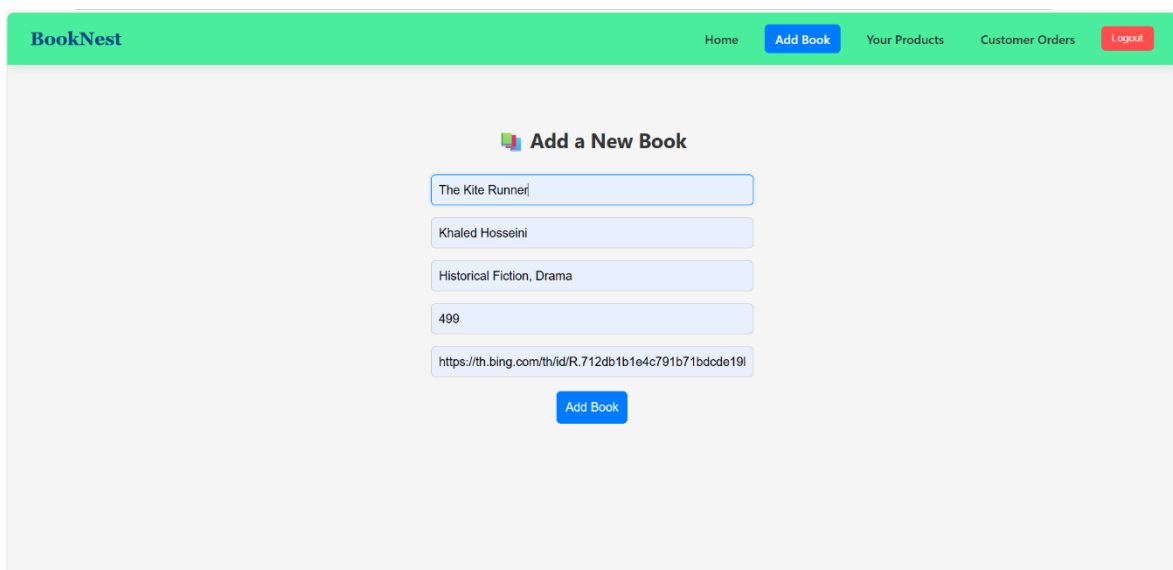 BookNest Home Add Book Your Products Customer Orders Logout
Add a New Book
The Kite Runner
Khaled Hosseini
Historical Fiction, Drama
499
https://th.bing.com/th/id/R.712db1b1e4c791b71bdcde19
Add Book